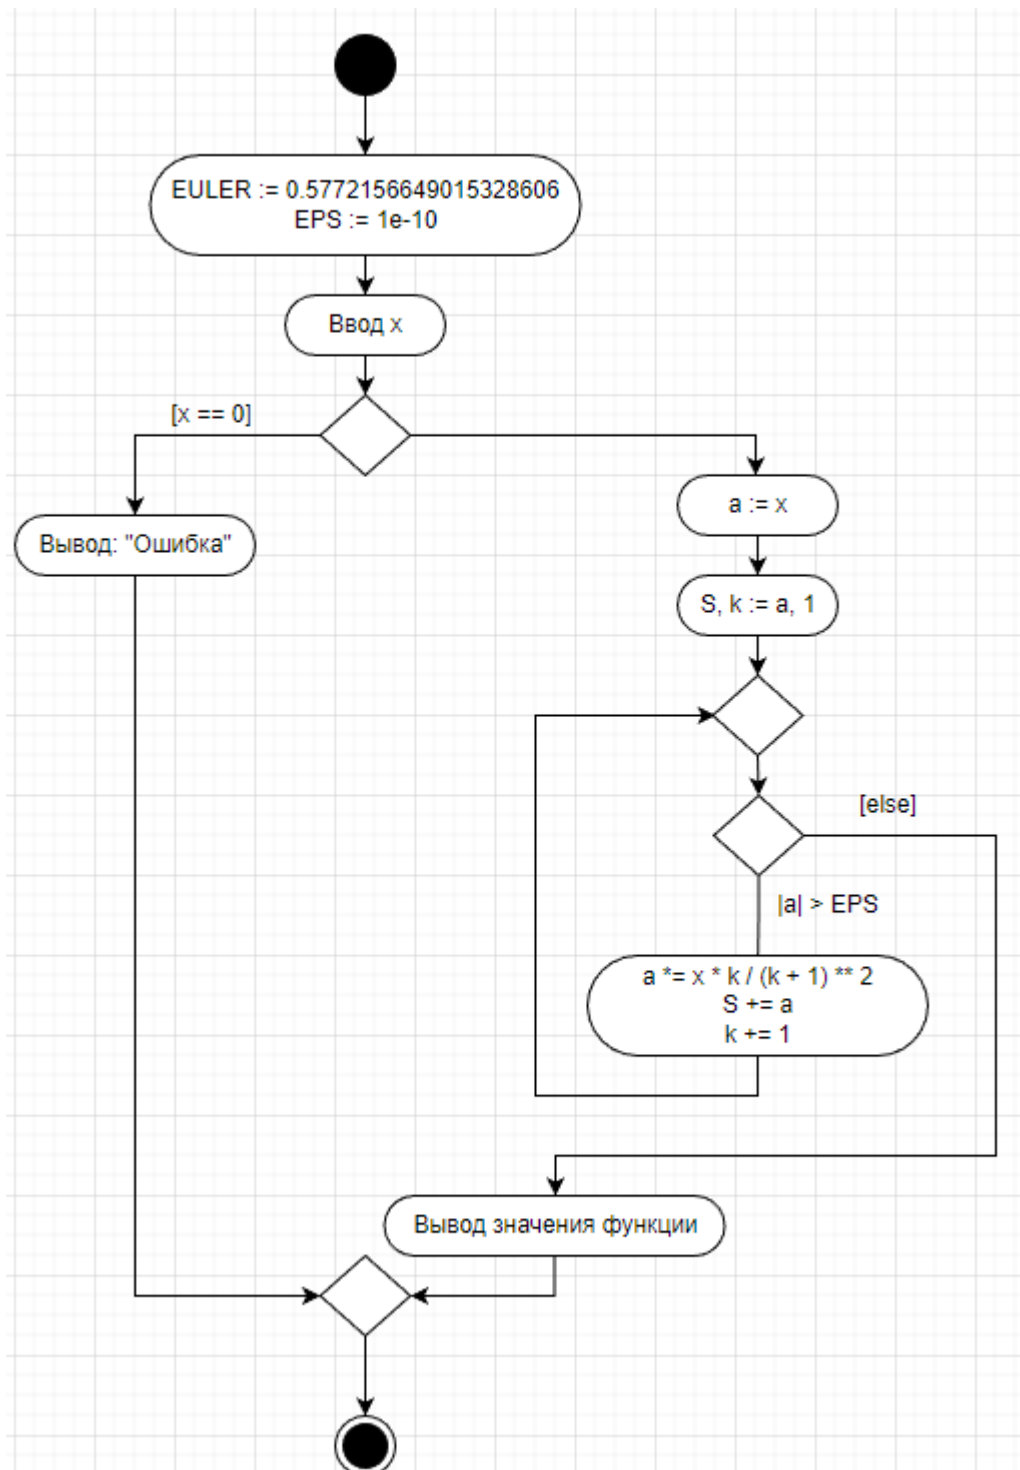 EULER := 0.5772156649015328606
EPS := 1e-10
Ввод x
[x == 0]
Вывод: "Ошибка"
a := x
S, k := a, 1
[else]
|a| > EPS
a *= x * k / (k + 1) ** 2
S += a
k += 1
Вывод значения функции